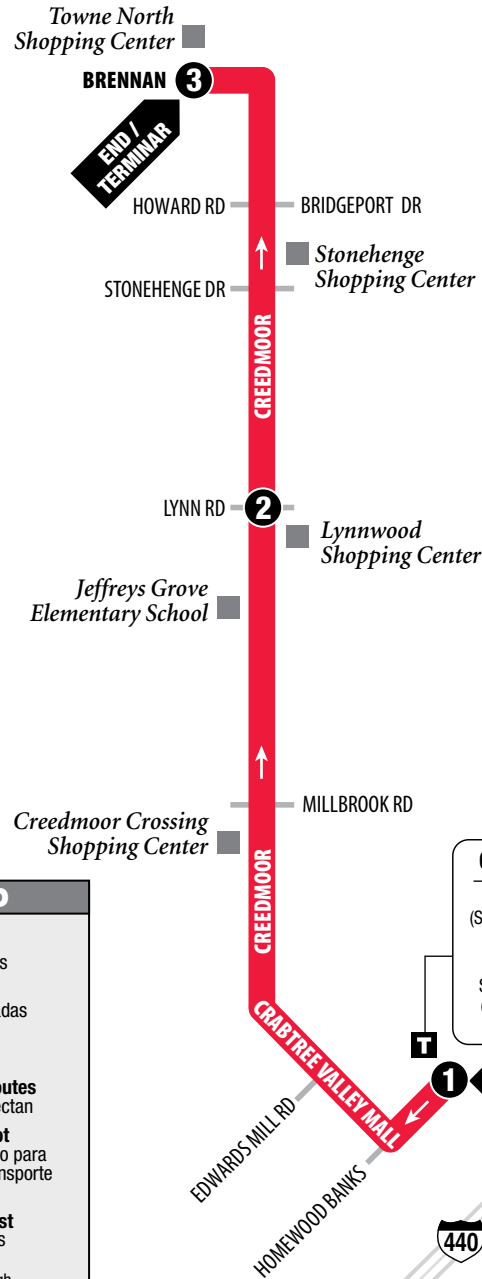 Towne North
Shopping Center
BRENNAN 3
END /
TERMINAR
HOWARD RD
BRIDGEPORT DR
Stonehenge
Shopping Center
STONEHENGE DR
CREEDMOOR
LYNN RD
2
Lynnwood
Shopping Center
Jeffreys Grove
Elementary School
MILLBROOK RD
Creedmoor Crossing
Shopping Center
CREEDMOOR
CRABTREE VALLEY MALL
T
1
EDWARDS MILL RD
HOMEWOOD BANKS
440